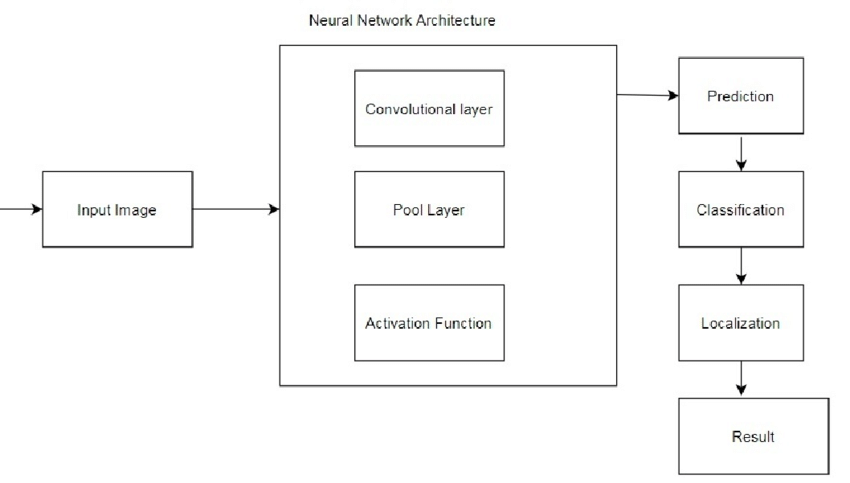 Neural Network Architecture
Input Image
Convolutional layer
Pool Layer
Activation Function
Prediction
Classification
Localization
Result